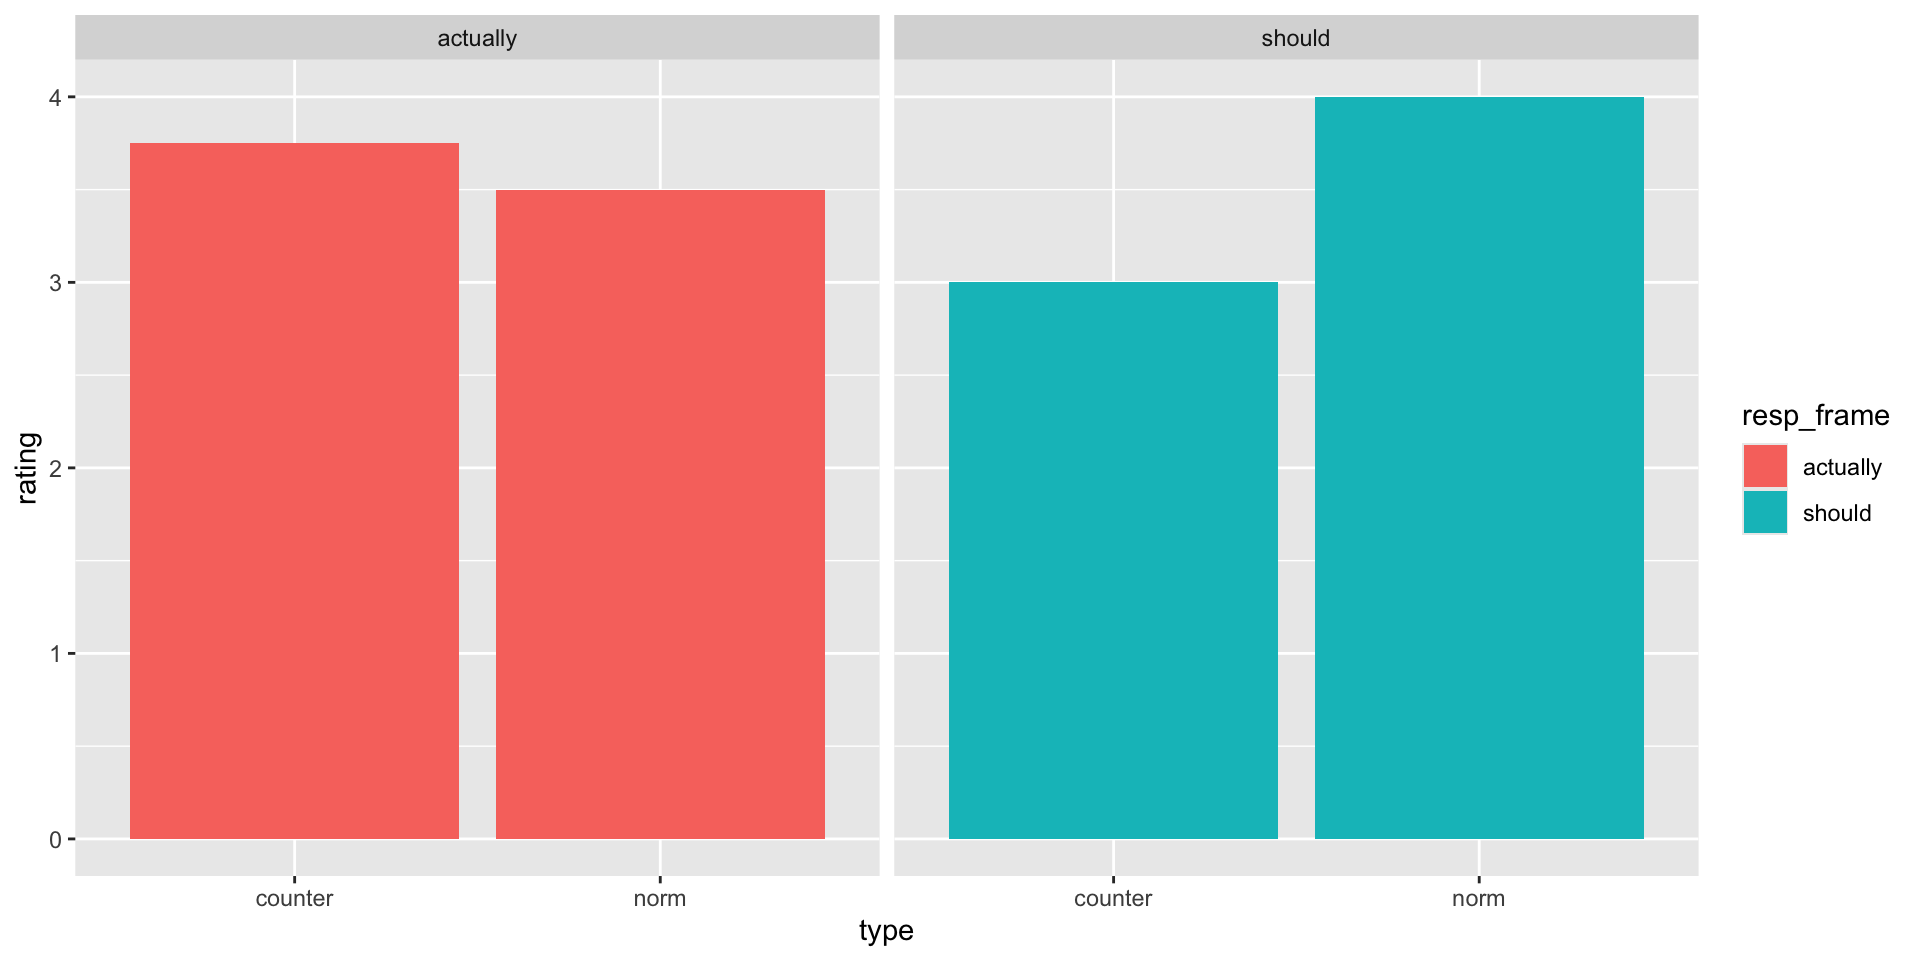 actually
should
rating
4
3
2
1
0
counter
norm
counter
norm
type
resp_frame
actually
should